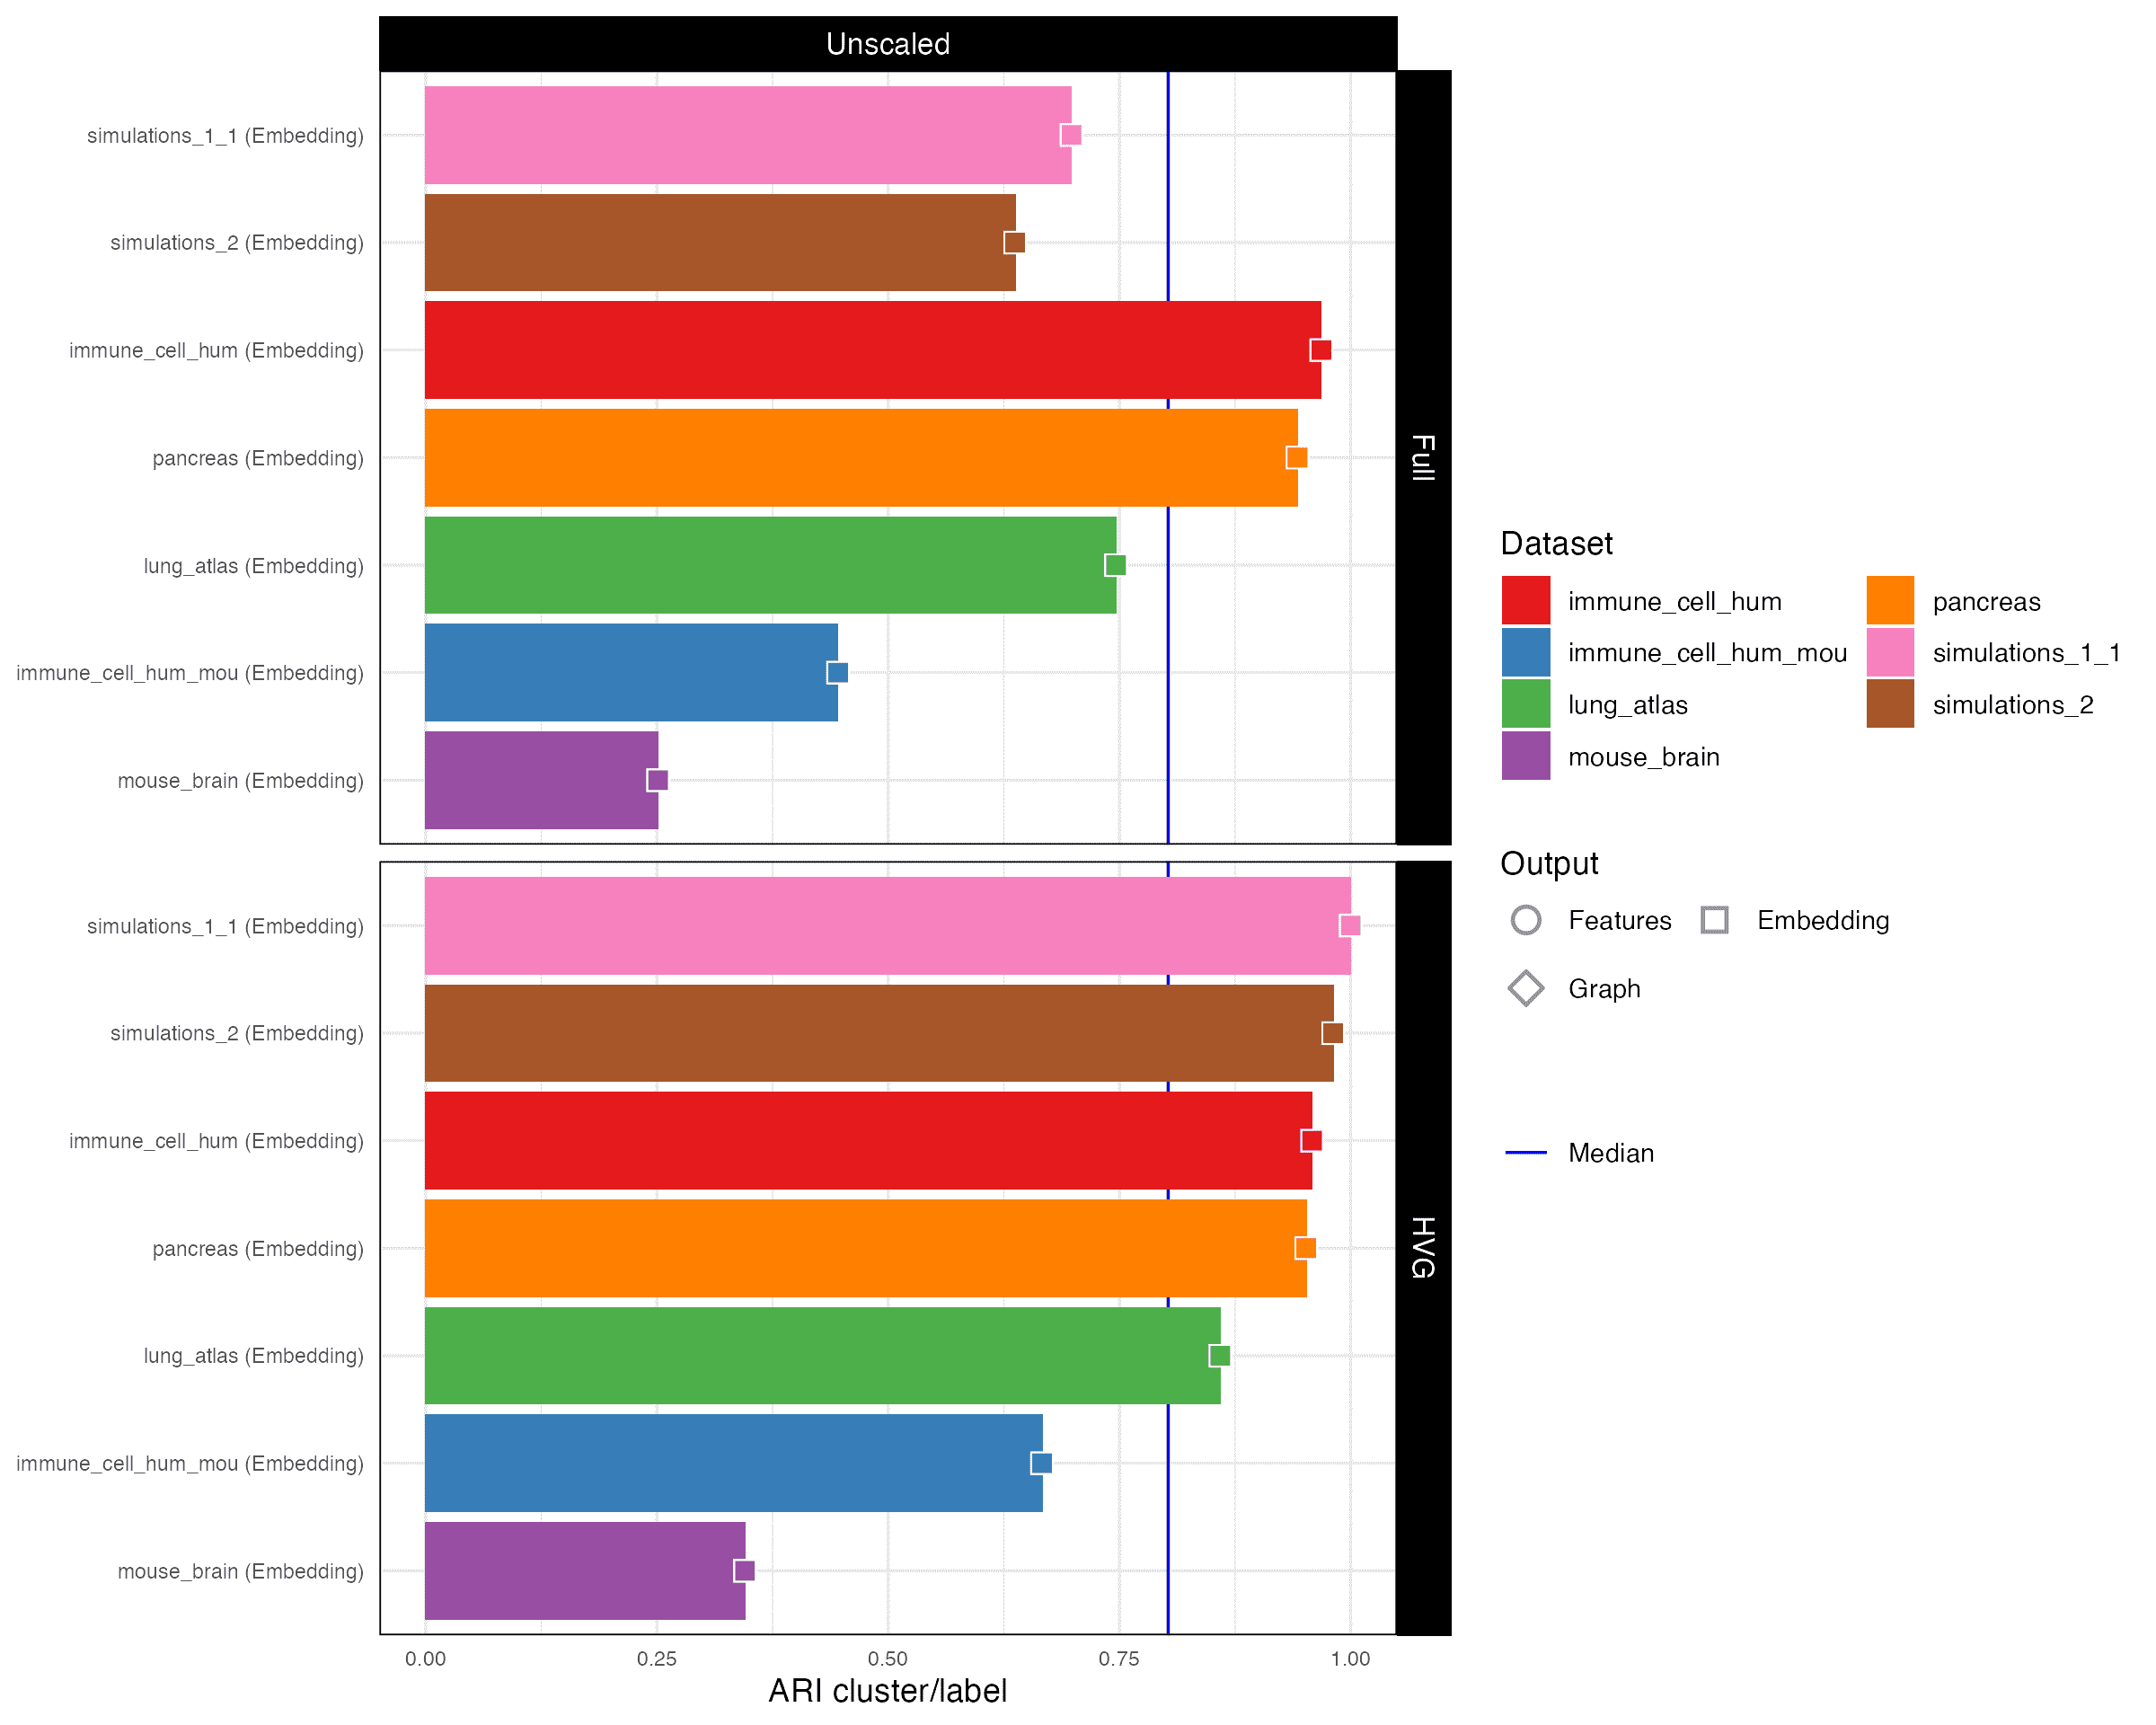 Unscaled
simulations_1_1 (Embedding)
simulations_2 (Embedding)
immune_cell_hum (Embedding)
pancreas (Embedding)
lung_atlas (Embedding)
immune_cell_hum_mou (Embedding)
mouse_brain (Embedding)
Full
simulations_1_1 (Embedding)
simulations_2 (Embedding)
immune_cell_hum (Embedding)
pancreas (Embedding)
lung_atlas (Embedding)
immune_cell_hum_mou (Embedding)
mouse_brain (Embedding)
HVG
0.00 0.25 0.50 0.75 1.00
ARI cluster/label
Dataset
immune_cell_hum
immune_cell_hum_mou
lung_atlas
mouse_brain
pancreas
simulations_1_1
simulations_2
Output
Features Embedding
Graph
Median